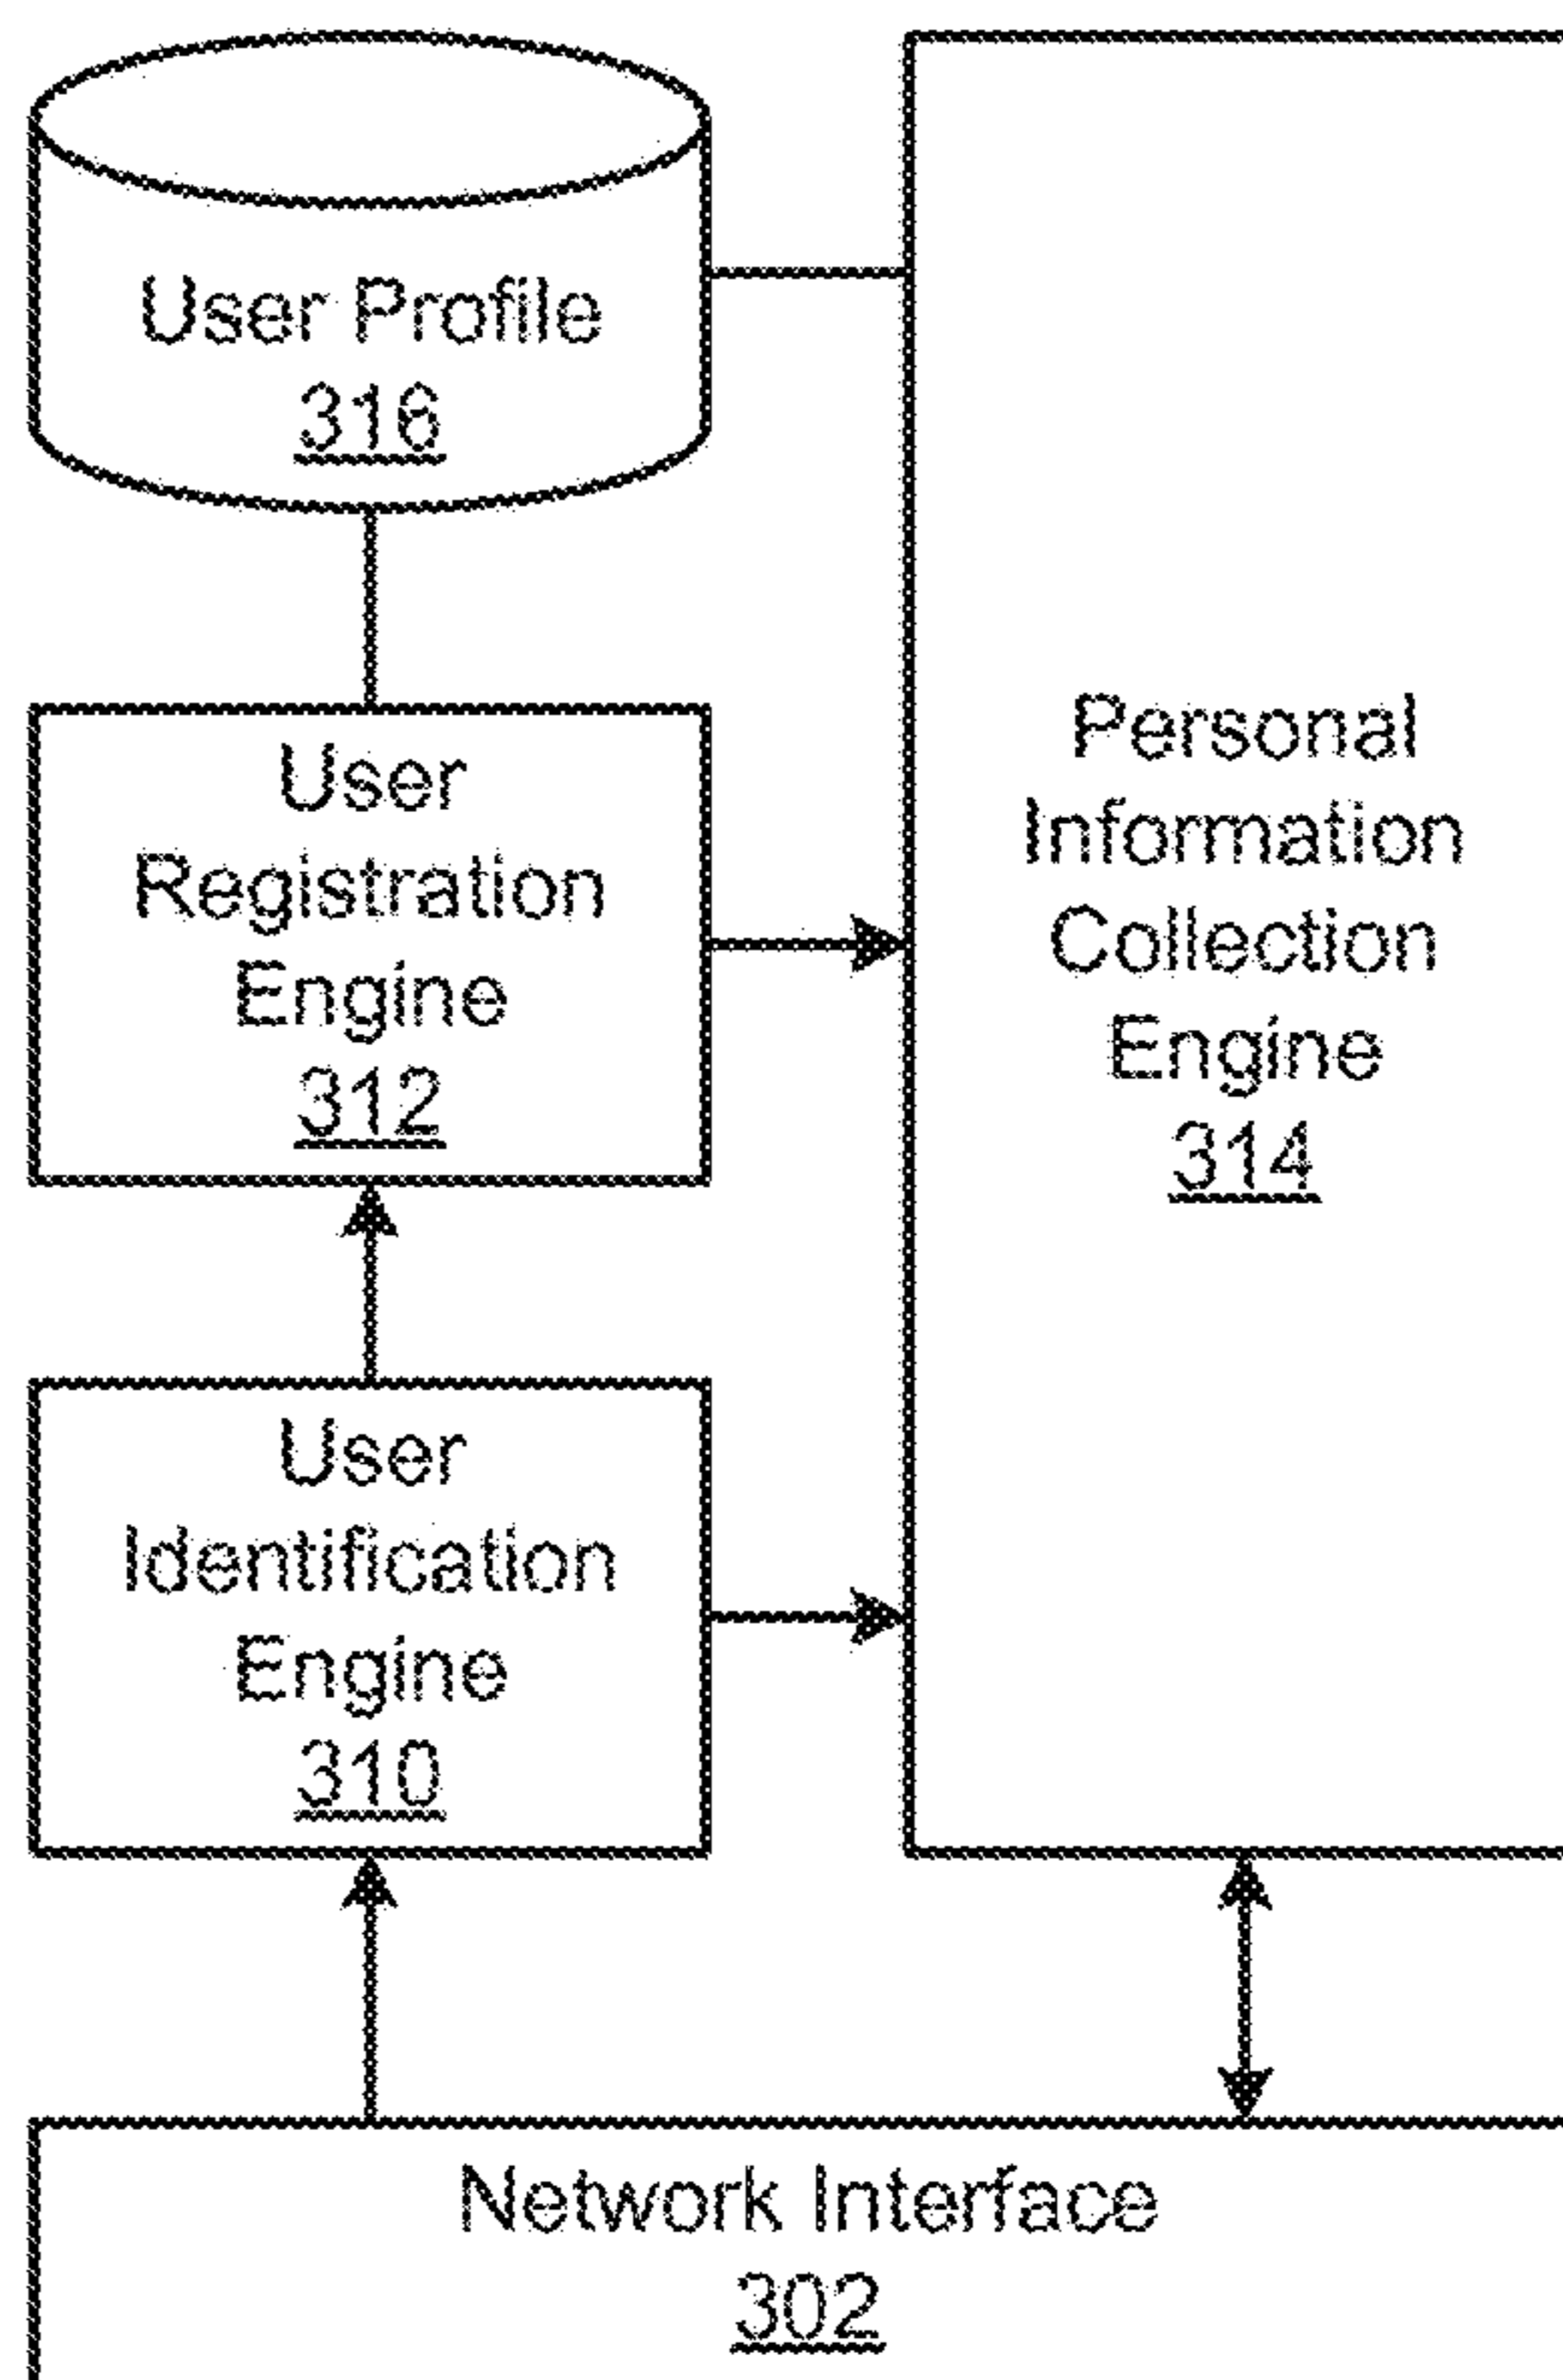 User Profile
316
User
Registration
Engine
312
Personal
Information
Collection
Engine
314
User
Identification
Engine
310
Network Interface
302